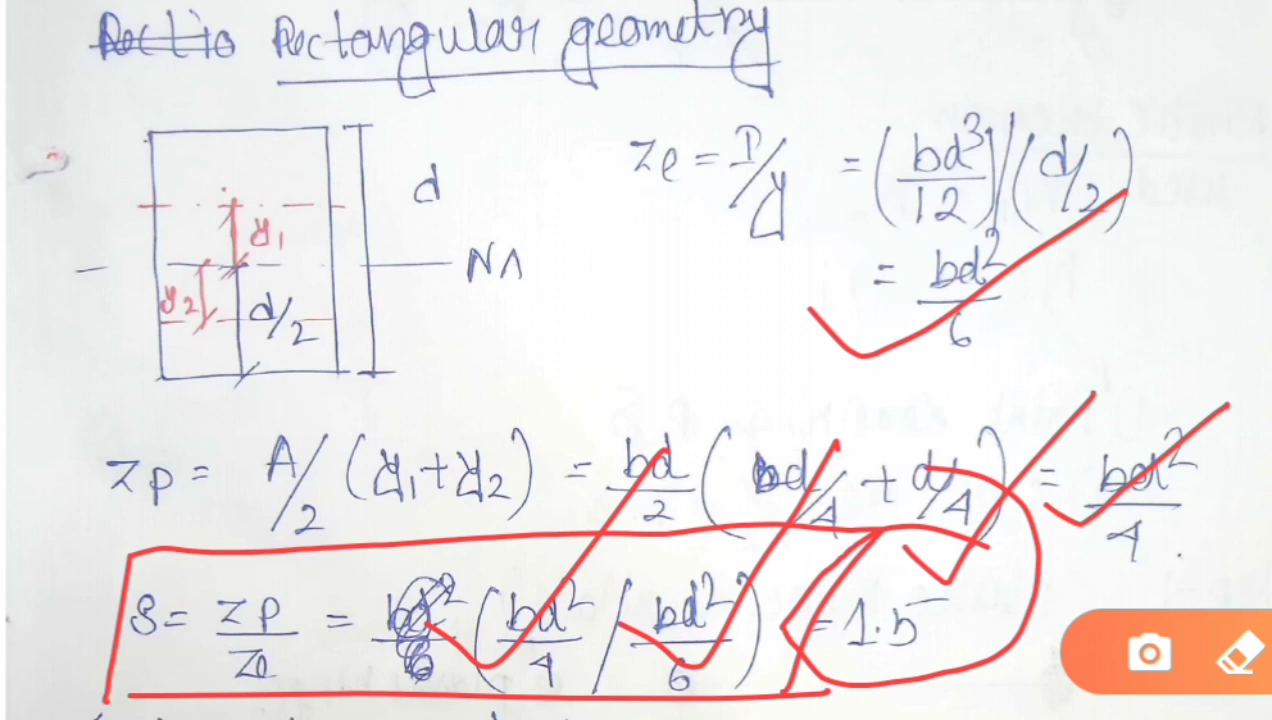 Rectangular geometry
d
Ze = I/y = (bd³/12)/(d/2)
y1
NA
= bd²/6
y2
d/2
Zp = A/2 (y1+y2) = bd/2 (d/4 + d/4) = bd²/4.
S = Zp/Ze = (bd²/4 / bd²/6) = 1.5